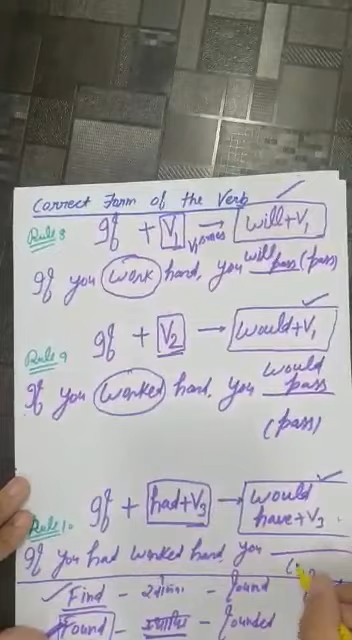 Correct Form of the Verb
Rule 8 If + V₁ → will+V₁
V₁+s/es
If you work hard, you will pass (pass)
Rule 9 If + V₂ → would+V₁
If you worked hard, you would pass
(pass)
Rule 10 If + had+V₃ → would have+V₃
If you had worked hard, you
Find - - Found
Found - - Founded